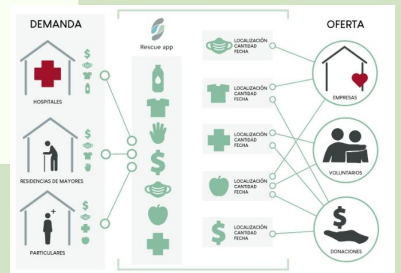 DEMANDA
HOSPITALES
RESIDENCIAS DE MAYORES
PARTICULARES
Rescue app
LOCALIZACIÓN
CANTIDAD
FECHA
LOCALIZACIÓN
CANTIDAD
FECHA
LOCALIZACIÓN
CANTIDAD
FECHA
LOCALIZACIÓN
CANTIDAD
FECHA
LOCALIZACIÓN
CANTIDAD
FECHA
OFERTA
EMPRESAS
VOLUNTARIOS
DONACIONES